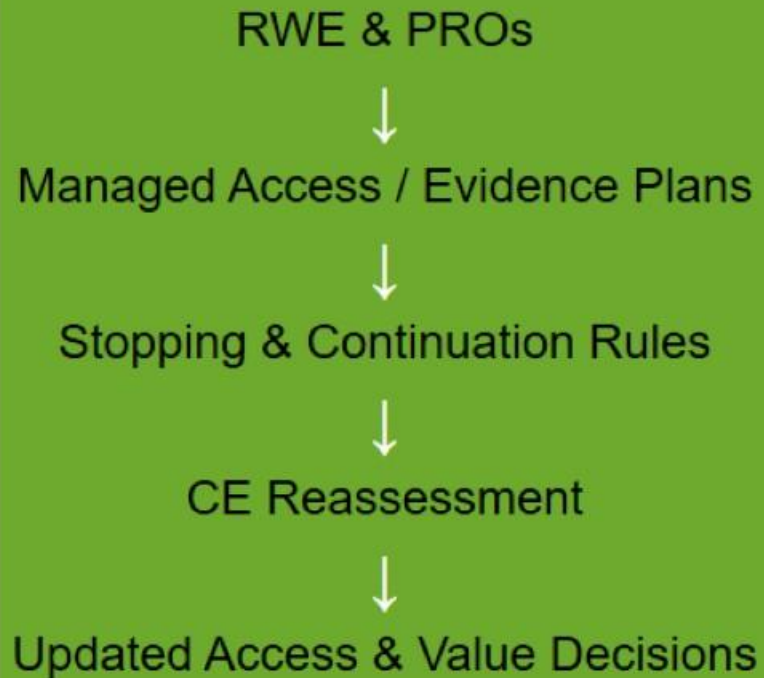 RWE & PROs
↓
Managed Access / Evidence Plans
↓
Stopping & Continuation Rules
↓
CE Reassessment
↓
Updated Access & Value Decisions